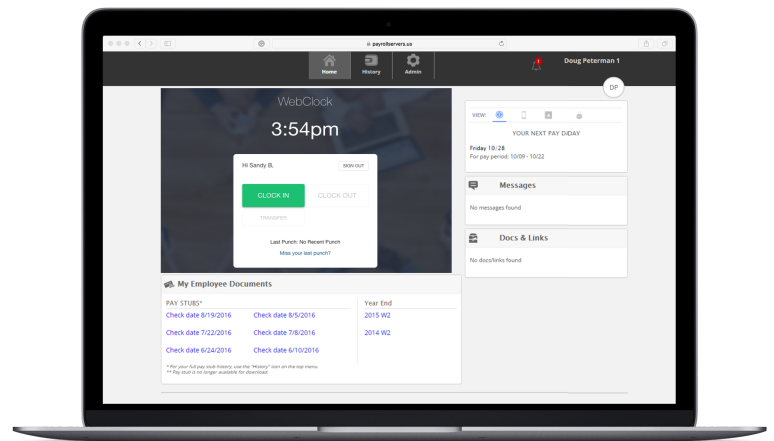 payrollservers.us
Home
History
Admin
1
Doug Peterman 1
DP
WebClock
3:54pm
Hi Sandy B,
SIGN OUT
CLOCK IN
CLOCK OUT
TRANSFER
Last Punch: No Recent Punch
Miss your last punch?
VIEW:
YOUR NEXT PAY DADAY
Friday 10/28
For pay period: 10/09 - 10/22
Messages
No messages found
Docs & Links
No docs/links found
My Employee Documents
PAY STUBS*
Year End
Check date 8/19/2016
Check date 8/5/2016
2015 W2
Check date 7/22/2016
Check date 7/8/2016
2014 W2
Check date 6/24/2016
Check date 6/10/2016
* For your full pay stub history, use the "History" icon on the top menu.
** Pay stub is no longer available for download.